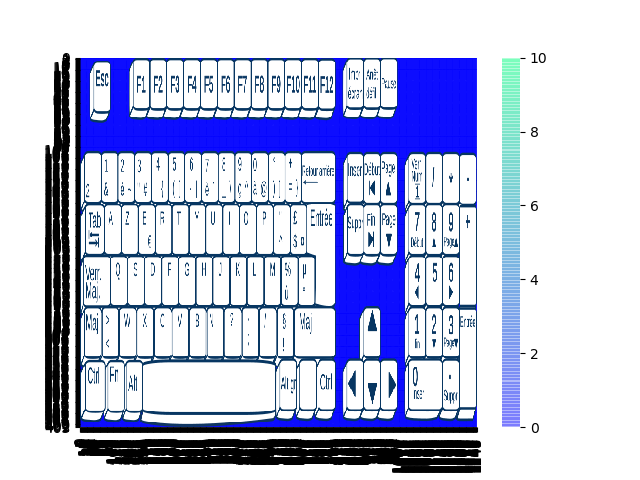 Esc F1 F2 F3 F4 F5 F6 F7 F8 F9 F10 F11 F12 Impr écran Arrêt défil Pause
1 2 3 4 5 6 7 8 9 0 ° + Retour arrière Inser Début Page Verr Num / * -
2 & é ~ " # ' { ( [ - | è ` _ \ ç ^ à @ ) ] = }
Tab A Z E R T Y U I O P £ Entrée Suppr Fin Page 7 8 9 +
€ ^ $ ¤ Début Page
Verr. Maj. Q S D F G H J K L M % µ 4 5 6
ù *
Maj > W X C V B N ? . / § Maj 1 2 3 Entrée
< , ; : ! fin Page
Ctrl Fn Alt Alt gr Ctrl 0 .
Inser Suppr
10
8
6
4
2
0